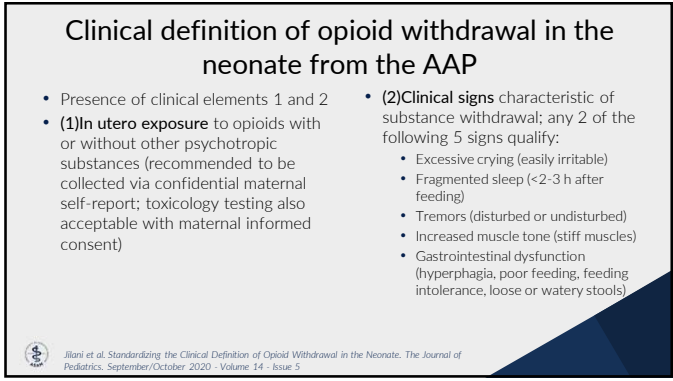 Clinical definition of opioid withdrawal in the
neonate from the AAP
• Presence of clinical elements 1 and 2
• (1)In utero exposure to opioids with
or without other psychotropic
substances (recommended to be
collected via confidential maternal
self-report; toxicology testing also
acceptable with maternal informed
consent)
• (2)Clinical signs characteristic of
substance withdrawal; any 2 of the
following 5 signs qualify:
• Excessive crying (easily irritable)
• Fragmented sleep (<2-3 h after
feeding)
• Tremors (disturbed or undisturbed)
• Increased muscle tone (stiff muscles)
• Gastrointestinal dysfunction
(hyperphagia, poor feeding, feeding
intolerance, loose or watery stools)
ASAM
Jilani et al. Standardizing the Clinical Definition of Opioid Withdrawal in the Neonate. The Journal of
Pediatrics. September/October 2020 - Volume 14 - Issue 5